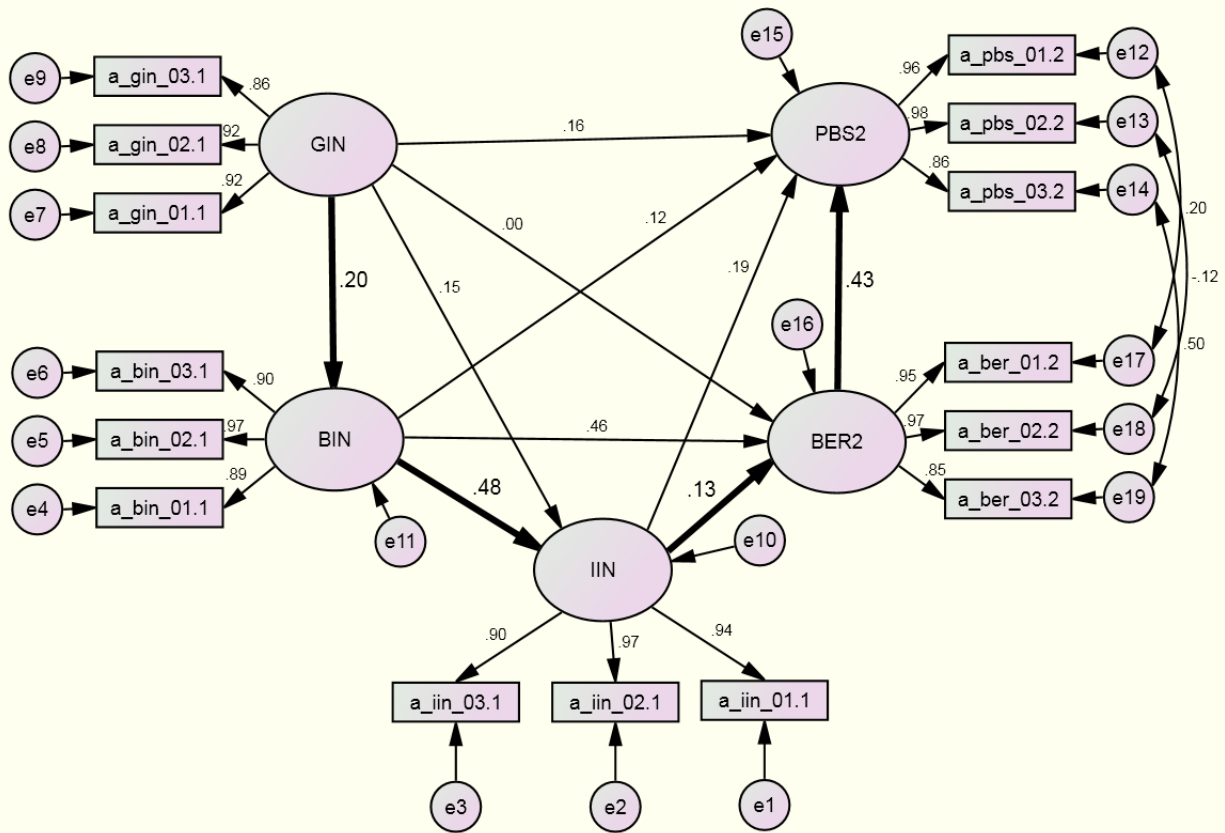 e15
e9
a_gin_03.1
.86
.96
a_pbs_01.2
e12
e8
a_gin_02.1
92
GIN
.16
PBS2
.98
a_pbs_02.2
e13
e7
a_gin_01.1
.92
.86
a_pbs_03.2
e14
.00
.12
.20
.20
.15
.19
.43
-.12
e16
.50
e6
a_bin_03.1
.90
.95
a_ber_01.2
e17
e5
a_bin_02.1
.97
BIN
.46
BER2
.97
a_ber_02.2
e18
e4
a_bin_01.1
.89
.48
.13
.85
a_ber_03.2
e19
e11
e10
IIN
.90
.97
.94
a_iin_03.1
a_iin_02.1
a_iin_01.1
e3
e2
e1